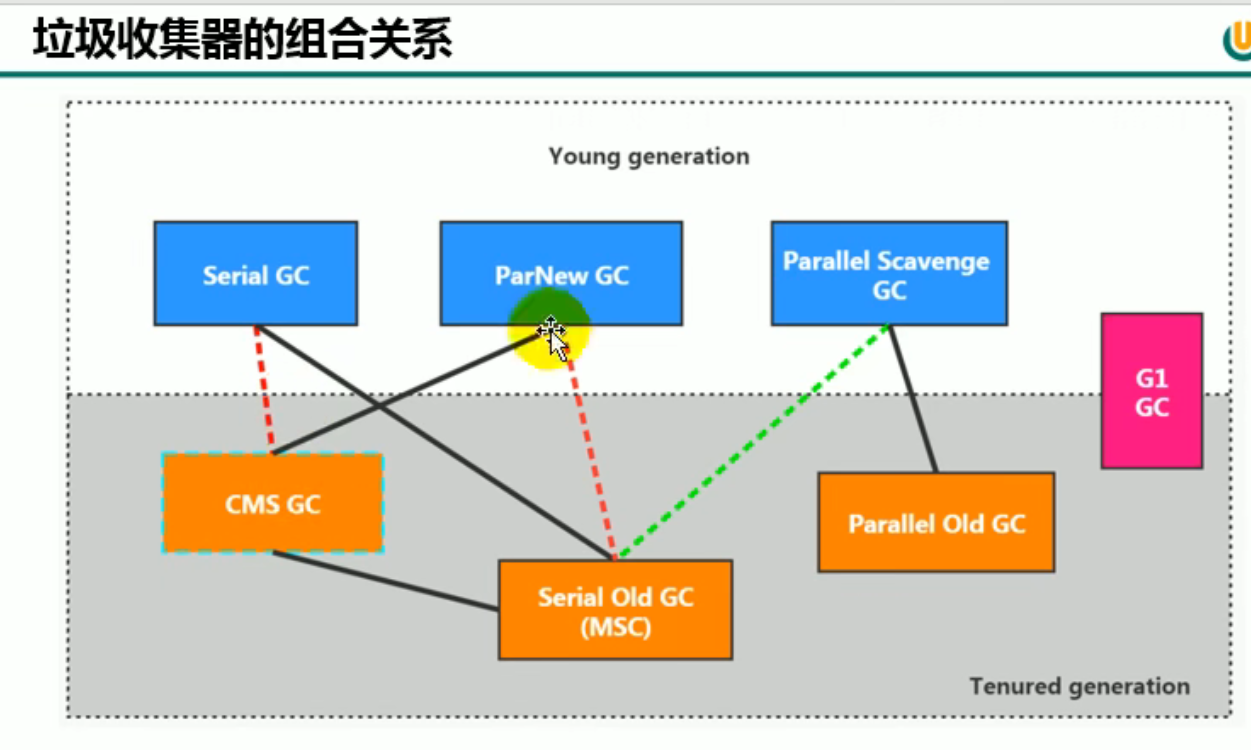 垃圾收集器的组合关系
U
Young generation
Serial GC
ParNew GC
Parallel Scavenge
GC
G1
GC
CMS GC
Parallel Old GC
Serial Old GC
(MSC)
Tenured generation